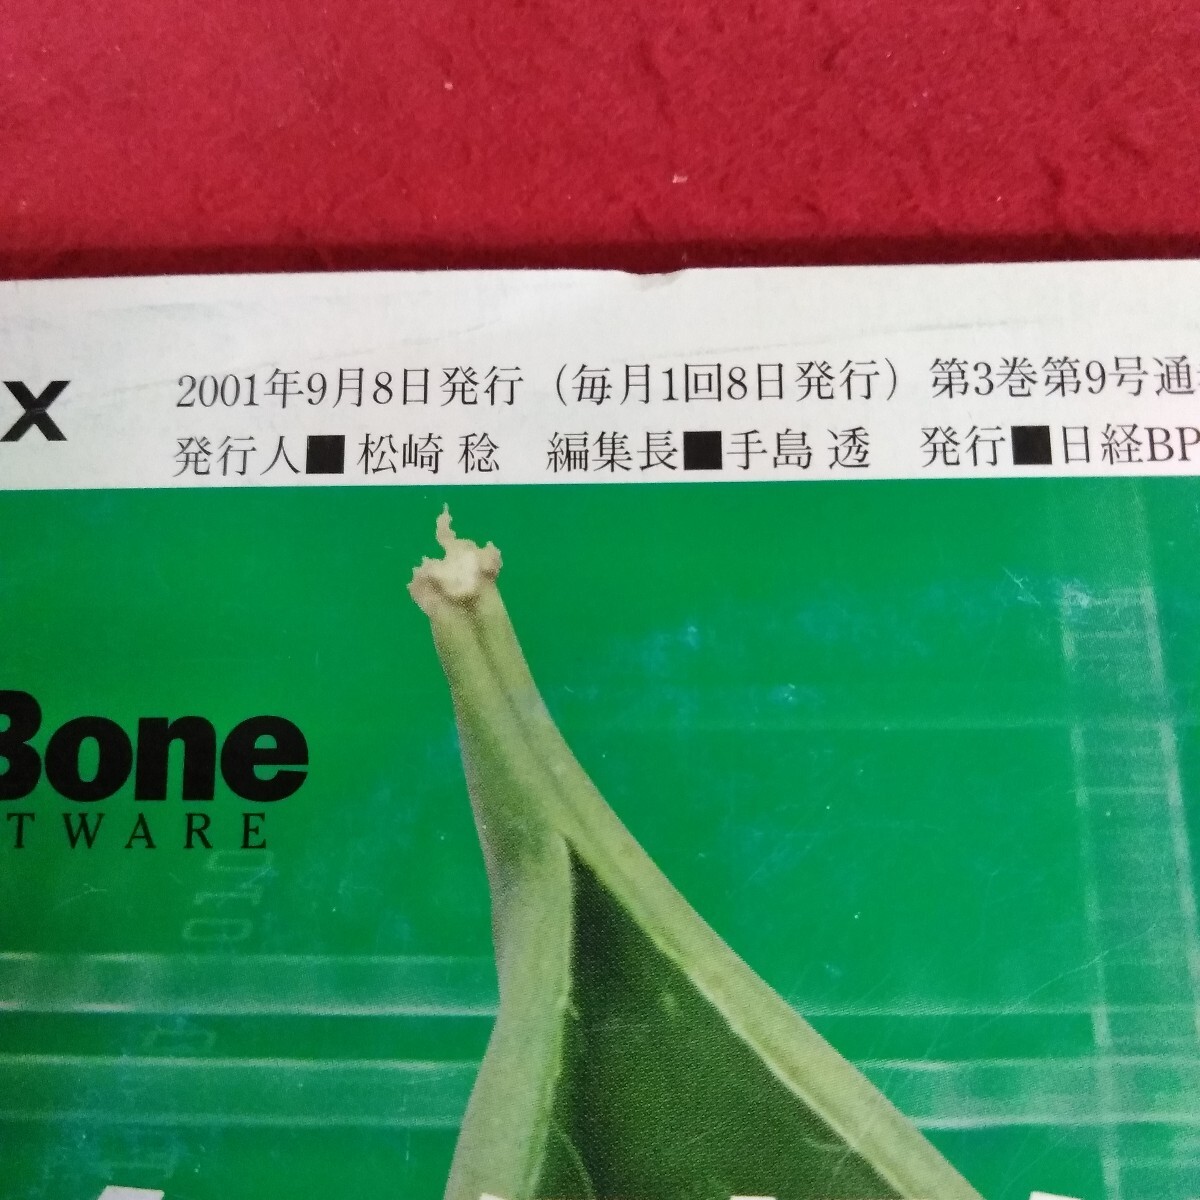 X
2001年9月8日発行（毎月1回8日発行）第3巻第9号通
発行人■松崎 稔　編集長■手島 透　発行■日経BP
Bone
TWARE